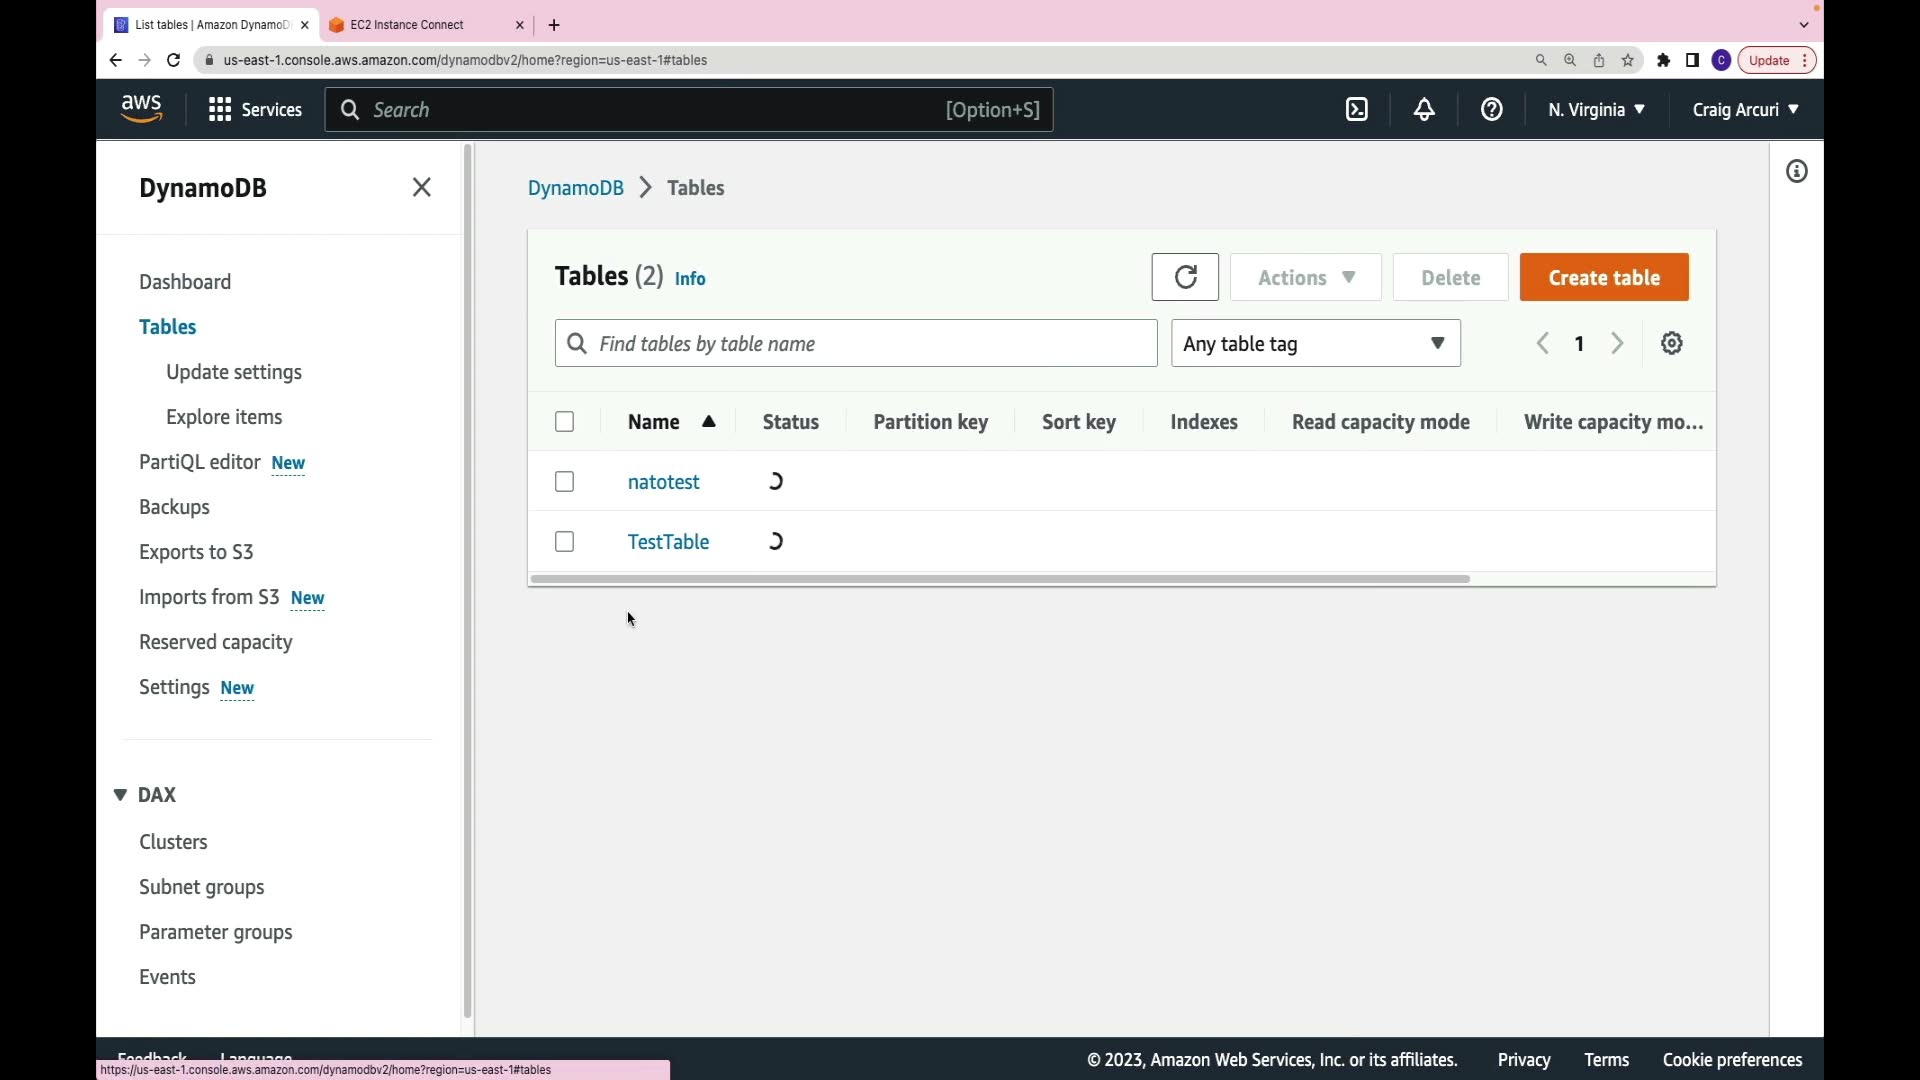 List tables | Amazon DynamoD
EC2 Instance Connect
us-east-1.console.aws.amazon.com/dynamodbv2/home?region=us-east-1#tables
C
Update
aws
Services
Search
[Option+S]
N. Virginia
Craig Arcuri
DynamoDB
Dashboard
Tables
Update settings
Explore items
PartiQL editor New
Backups
Exports to S3
Imports from S3 New
Reserved capacity
Settings New
DAX
Clusters
Subnet groups
Parameter groups
Events
DynamoDB > Tables
Tables (2) Info
Actions
Delete
Create table
Find tables by table name
Any table tag
1
Name Status Partition key Sort key Indexes Read capacity mode Write capacity mo...
natotest
TestTable
Feedback Language
© 2023, Amazon Web Services, Inc. or its affiliates. Privacy Terms Cookie preferences
https://us-east-1.console.aws.amazon.com/dynamodbv2/home?region=us-east-1#tables